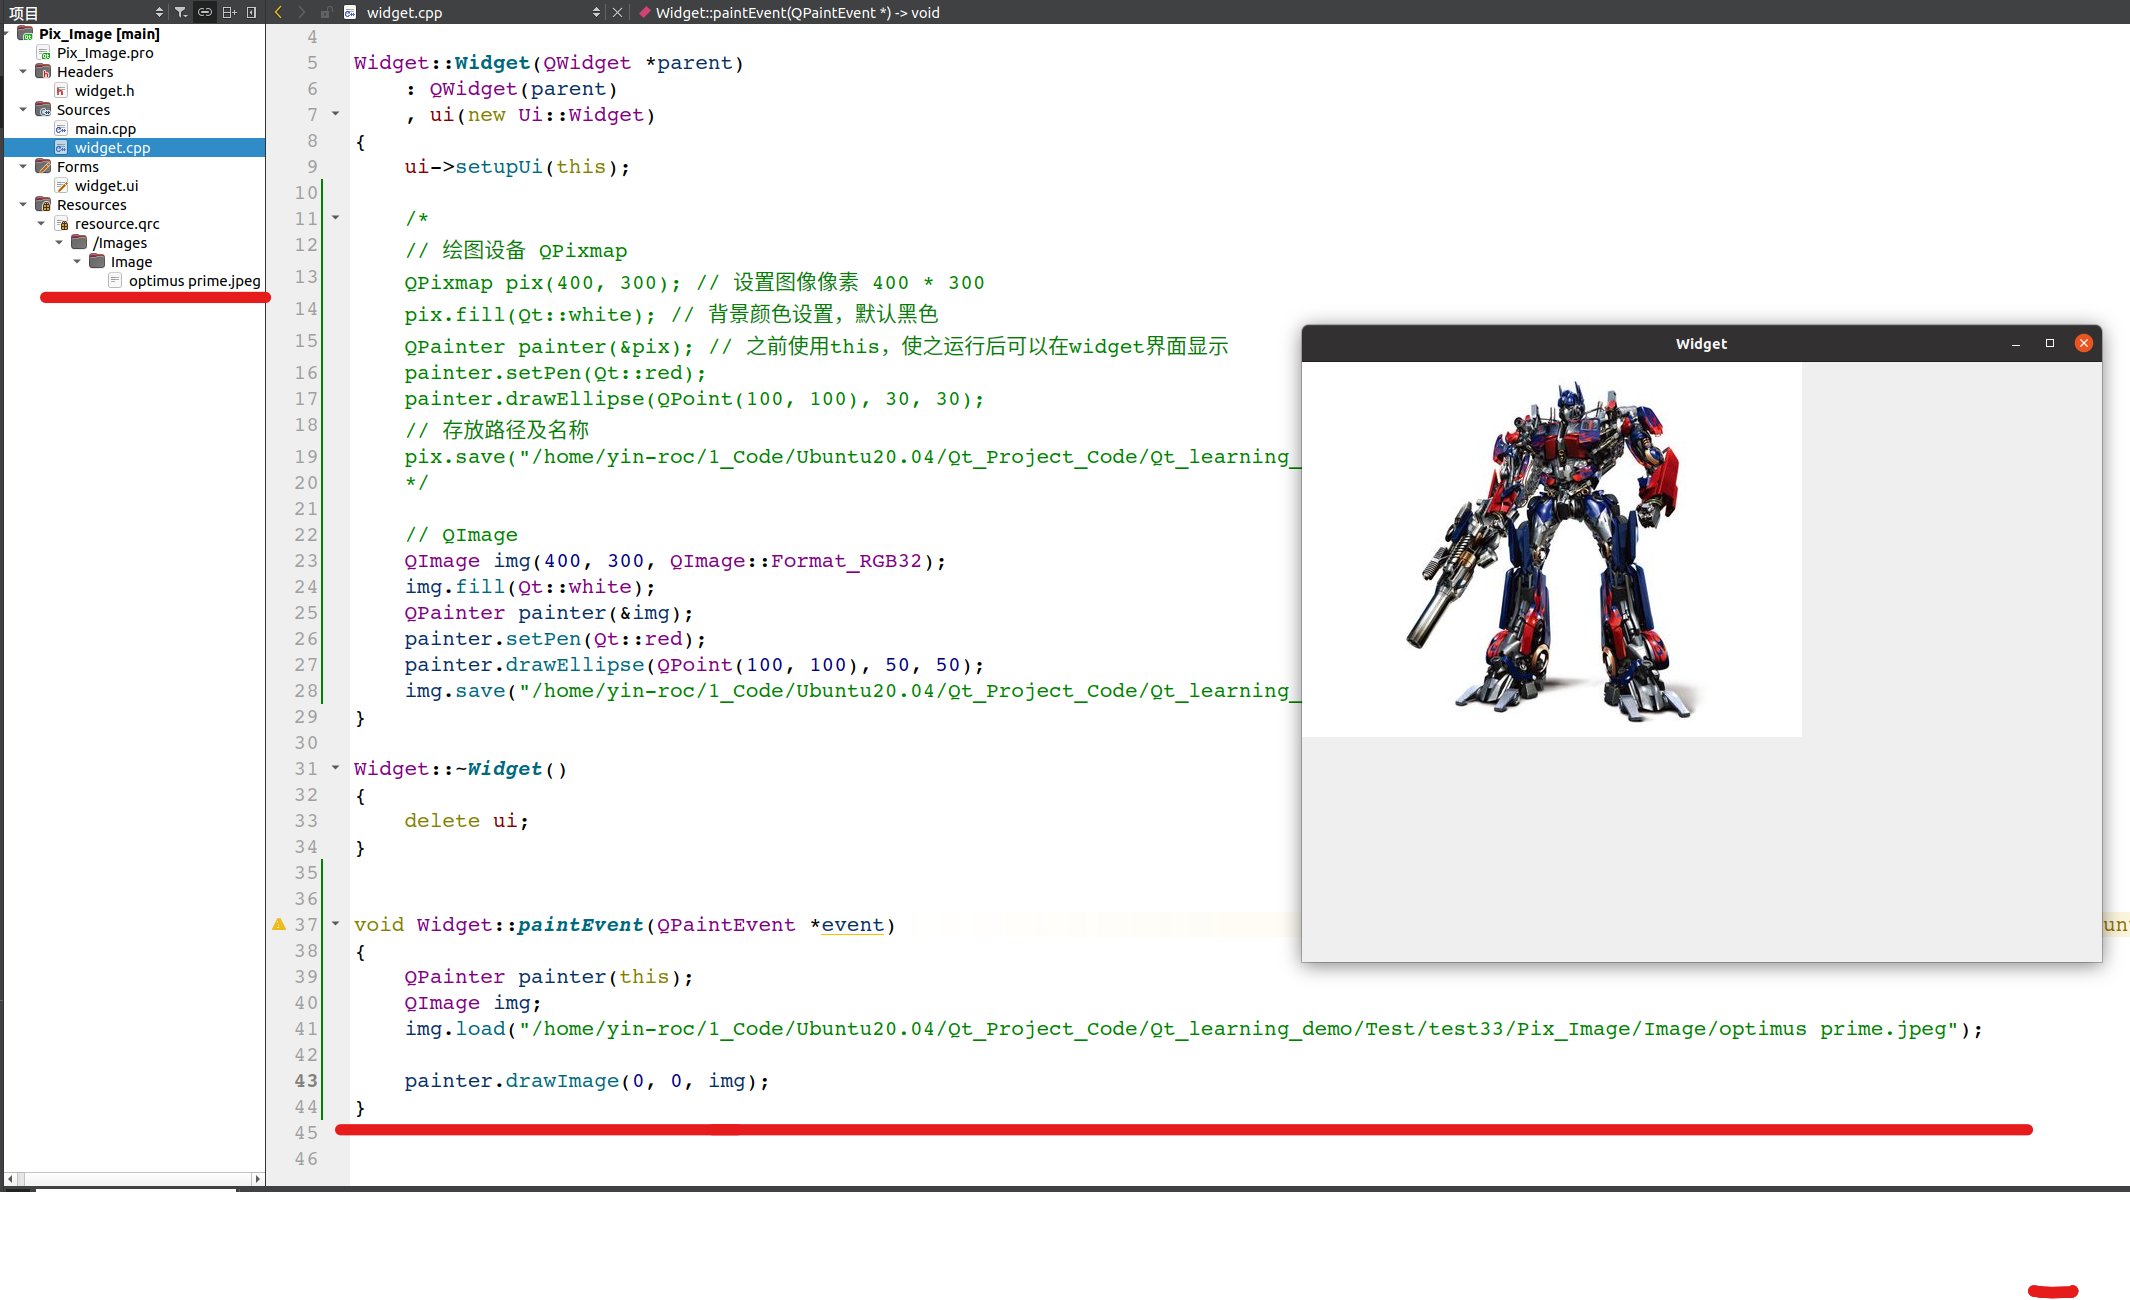 项目
widget.cpp
Widget::paintEvent(QPaintEvent *) -> void
Pix_Image [main]
Pix_Image.pro
Headers
widget.h
Sources
main.cpp
widget.cpp
Forms
widget.ui
Resources
resource.qrc
/Images
Image
optimus prime.jpeg
4
5 Widget::Widget(QWidget *parent)
6 : QWidget(parent)
7 , ui(new Ui::Widget)
8 {
9 ui->setupUi(this);
10
11 /*
12 // 绘图设备 QPixmap
13 QPixmap pix(400, 300); // 设置图像像素 400 * 300
14 pix.fill(Qt::white); // 背景颜色设置，默认黑色
15 QPainter painter(&pix); // 之前使用this，使之运行后可以在widget界面显示
16 painter.setPen(Qt::red);
17 painter.drawEllipse(QPoint(100, 100), 30, 30);
18 // 存放路径及名称
19 pix.save("/home/yin-roc/1_Code/Ubuntu20.04/Qt_Project_Code/Qt_learning_
20 */
21
22 // QImage
23 QImage img(400, 300, QImage::Format_RGB32);
24 img.fill(Qt::white);
25 QPainter painter(&img);
26 painter.setPen(Qt::red);
27 painter.drawEllipse(QPoint(100, 100), 50, 50);
28 img.save("/home/yin-roc/1_Code/Ubuntu20.04/Qt_Project_Code/Qt_learning_
29 }
30
31 Widget::~Widget()
32 {
33 delete ui;
34 }
35
36
37 void Widget::paintEvent(QPaintEvent *event)
38 {
39 QPainter painter(this);
40 QImage img;
41 img.load("/home/yin-roc/1_Code/Ubuntu20.04/Qt_Project_Code/Qt_learning_demo/Test/test33/Pix_Image/Image/optimus prime.jpeg");
42
43 painter.drawImage(0, 0, img);
44 }
45
46
Widget